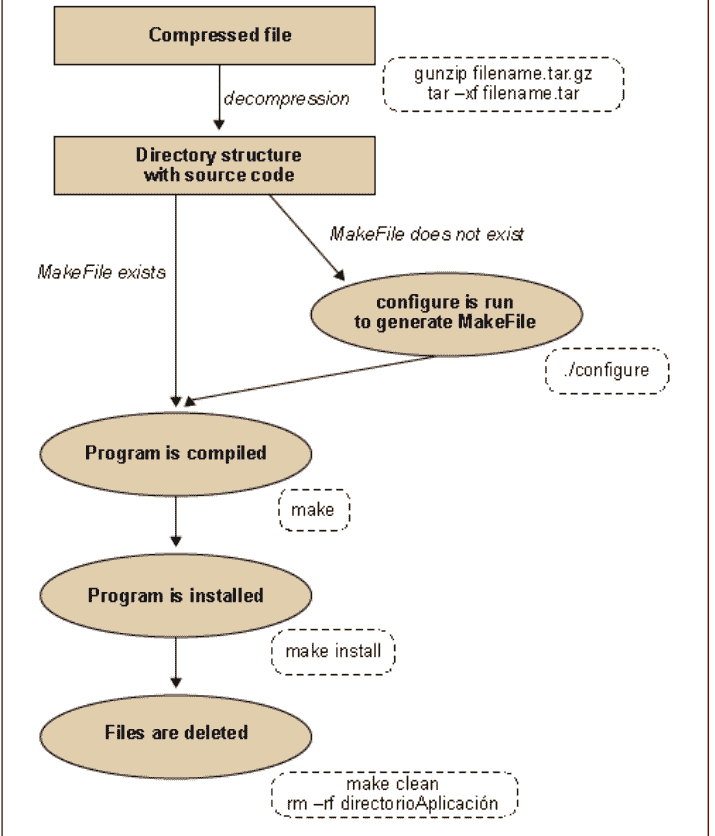 Compressed file
gunzip filename.tar.gz
tar –xf filename.tar
decompression
Directory structure
with source code
MakeFile does not exist
MakeFile exists
configure is run
to generate MakeFile
./configure
Program is compiled
make
Program is installed
make install
Files are deleted
make clean
rm –rf directorioAplicación